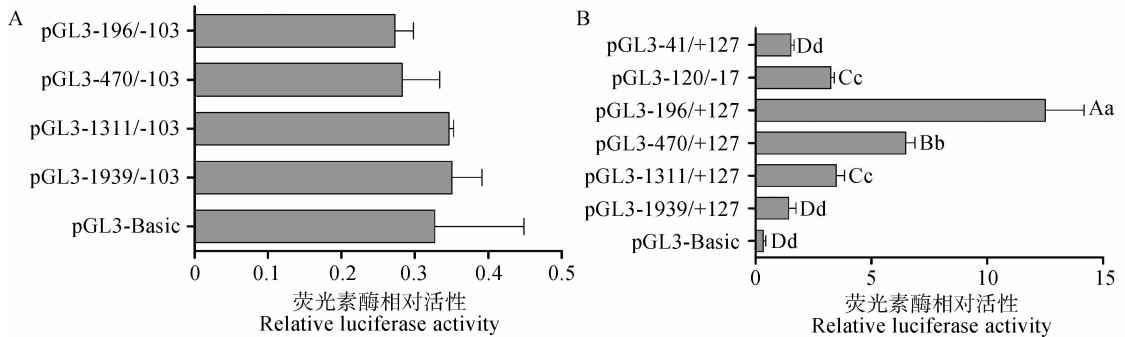 A
pGL3-196/-103
pGL3-470/-103
pGL3-1311/-103
pGL3-1939/-103
pGL3-Basic
0 0.1 0.2 0.3 0.4 0.5
荧光素酶相对活性
Relative luciferase activity
B
pGL3-41/+127 Dd
pGL3-120/-17 Cc
pGL3-196/+127 Aa
pGL3-470/+127 Bb
pGL3-1311/+127 Cc
pGL3-1939/+127 Dd
pGL3-Basic Dd
0 5 10 15
荧光素酶相对活性
Relative luciferase activity